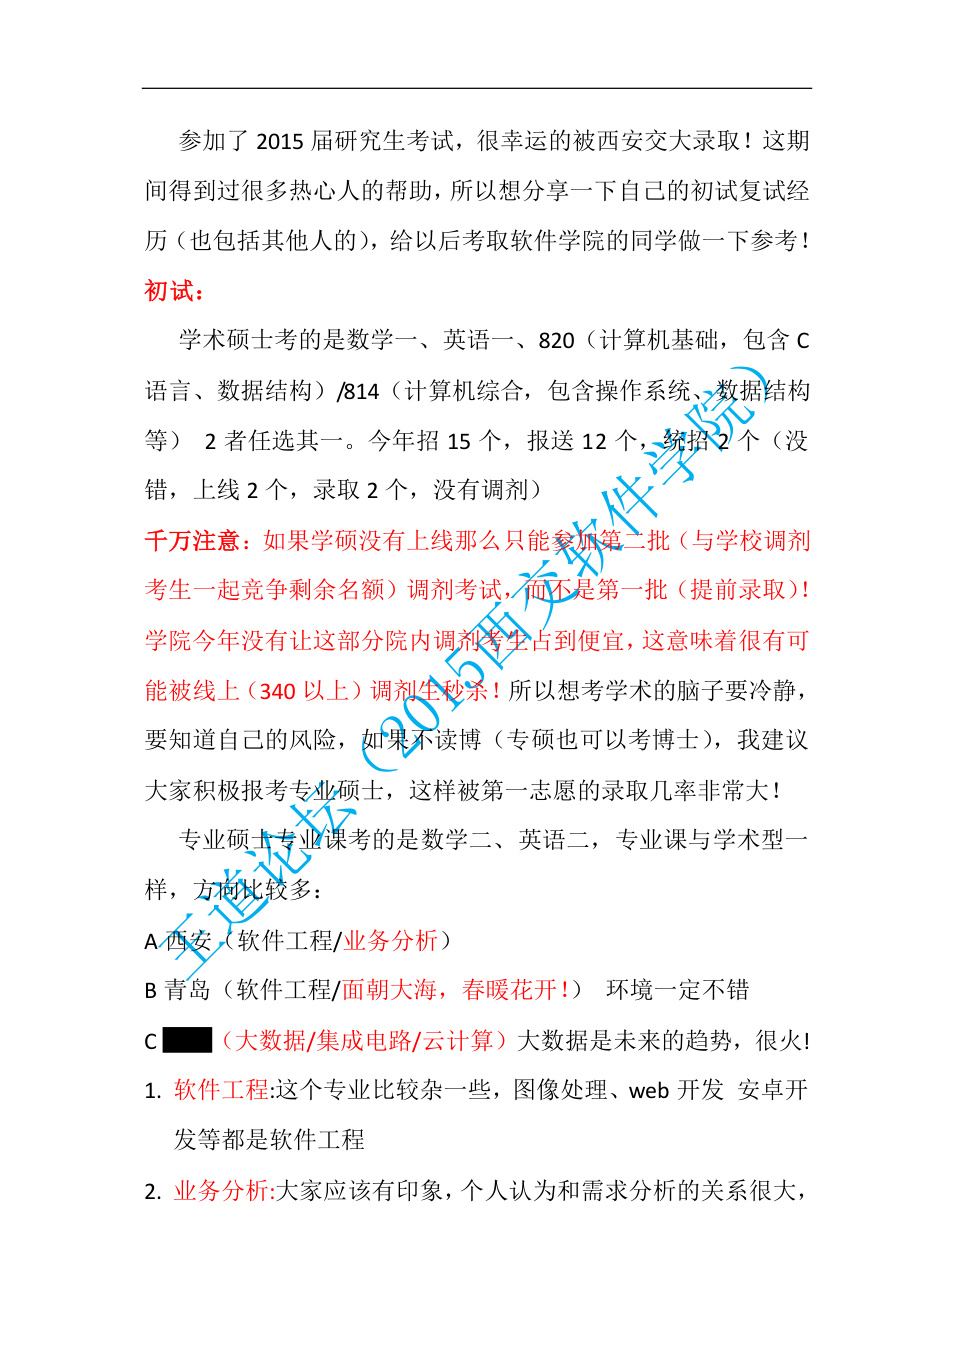 参加了 2015 届研究生考试，很幸运的被西安交大录取！这期
间得到过很多热心人的帮助，所以想分享一下自己的初试复试经
历（也包括其他人的），给以后考取软件学院的同学做一下参考！
初试：
学术硕士考的是数学一、英语一、820（计算机基础，包含 C
语言、数据结构）/814（计算机综合，包含操作系统、数据结构
等） 2 者任选其一。今年招 15 个，报送 12 个，统招 2 个（没
错，上线 2 个，录取 2 个，没有调剂）
千万注意：如果学硕没有上线那么只能参加第二批（与学校调剂
考生一起竞争剩余名额）调剂考试，而不是第一批（提前录取）！
学院今年没有让这部分院内调剂考生占到便宜，这意味着很有可
能被线上（340 以上）调剂生秒杀！所以想考学术的脑子要冷静，
要知道自己的风险，如果不读博（专硕也可以考博士），我建议
大家积极报考专业硕士，这样被第一志愿的录取几率非常大！
专业硕士专业课考的是数学二、英语二，专业课与学术型一
样，方向比较多：
A 西安（软件工程/业务分析）
B 青岛（软件工程/面朝大海，春暖花开！） 环境一定不错
C （大数据/集成电路/云计算）大数据是未来的趋势，很火！
1. 软件工程:这个专业比较杂一些，图像处理、web 开发 安卓开
发等都是软件工程
2. 业务分析:大家应该有印象，个人认为和需求分析的关系很大，
王道论坛（2015西交软件学院）